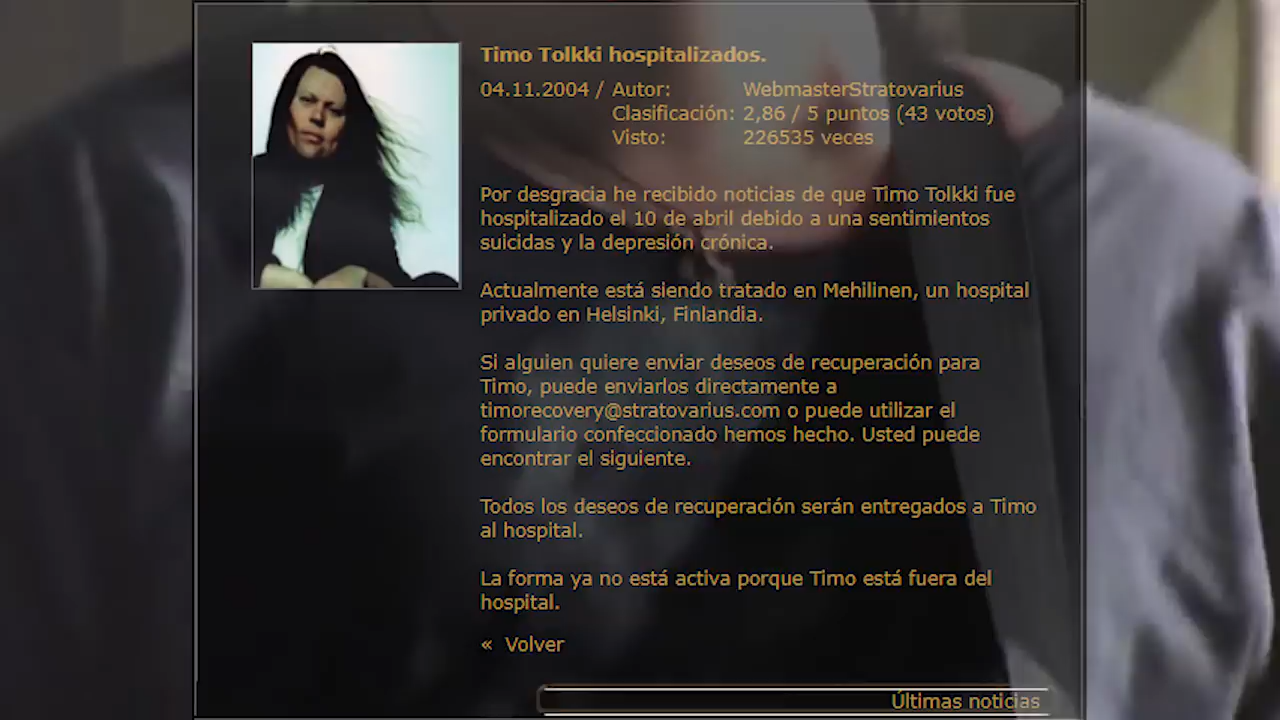 Timo Tolkki hospitalizados.
04.11.2004 / Autor: WebmasterStratovarius
Clasificación: 2,86 / 5 puntos (43 votos)
Visto: 226535 veces
Por desgracia he recibido noticias de que Timo Tolkki fue
hospitalizado el 10 de abril debido a una sentimientos
suicidas y la depresión crónica.
Actualmente está siendo tratado en Mehilinen, un hospital
privado en Helsinki, Finlandia.
Si alguien quiere enviar deseos de recuperación para
Timo, puede enviarlos directamente a
timorecovery@stratovarius.com o puede utilizar el
formulario confeccionado hemos hecho. Usted puede
encontrar el siguiente.
Todos los deseos de recuperación serán entregados a Timo
al hospital.
La forma ya no está activa porque Timo está fuera del
hospital.
« Volver
Últimas noticias